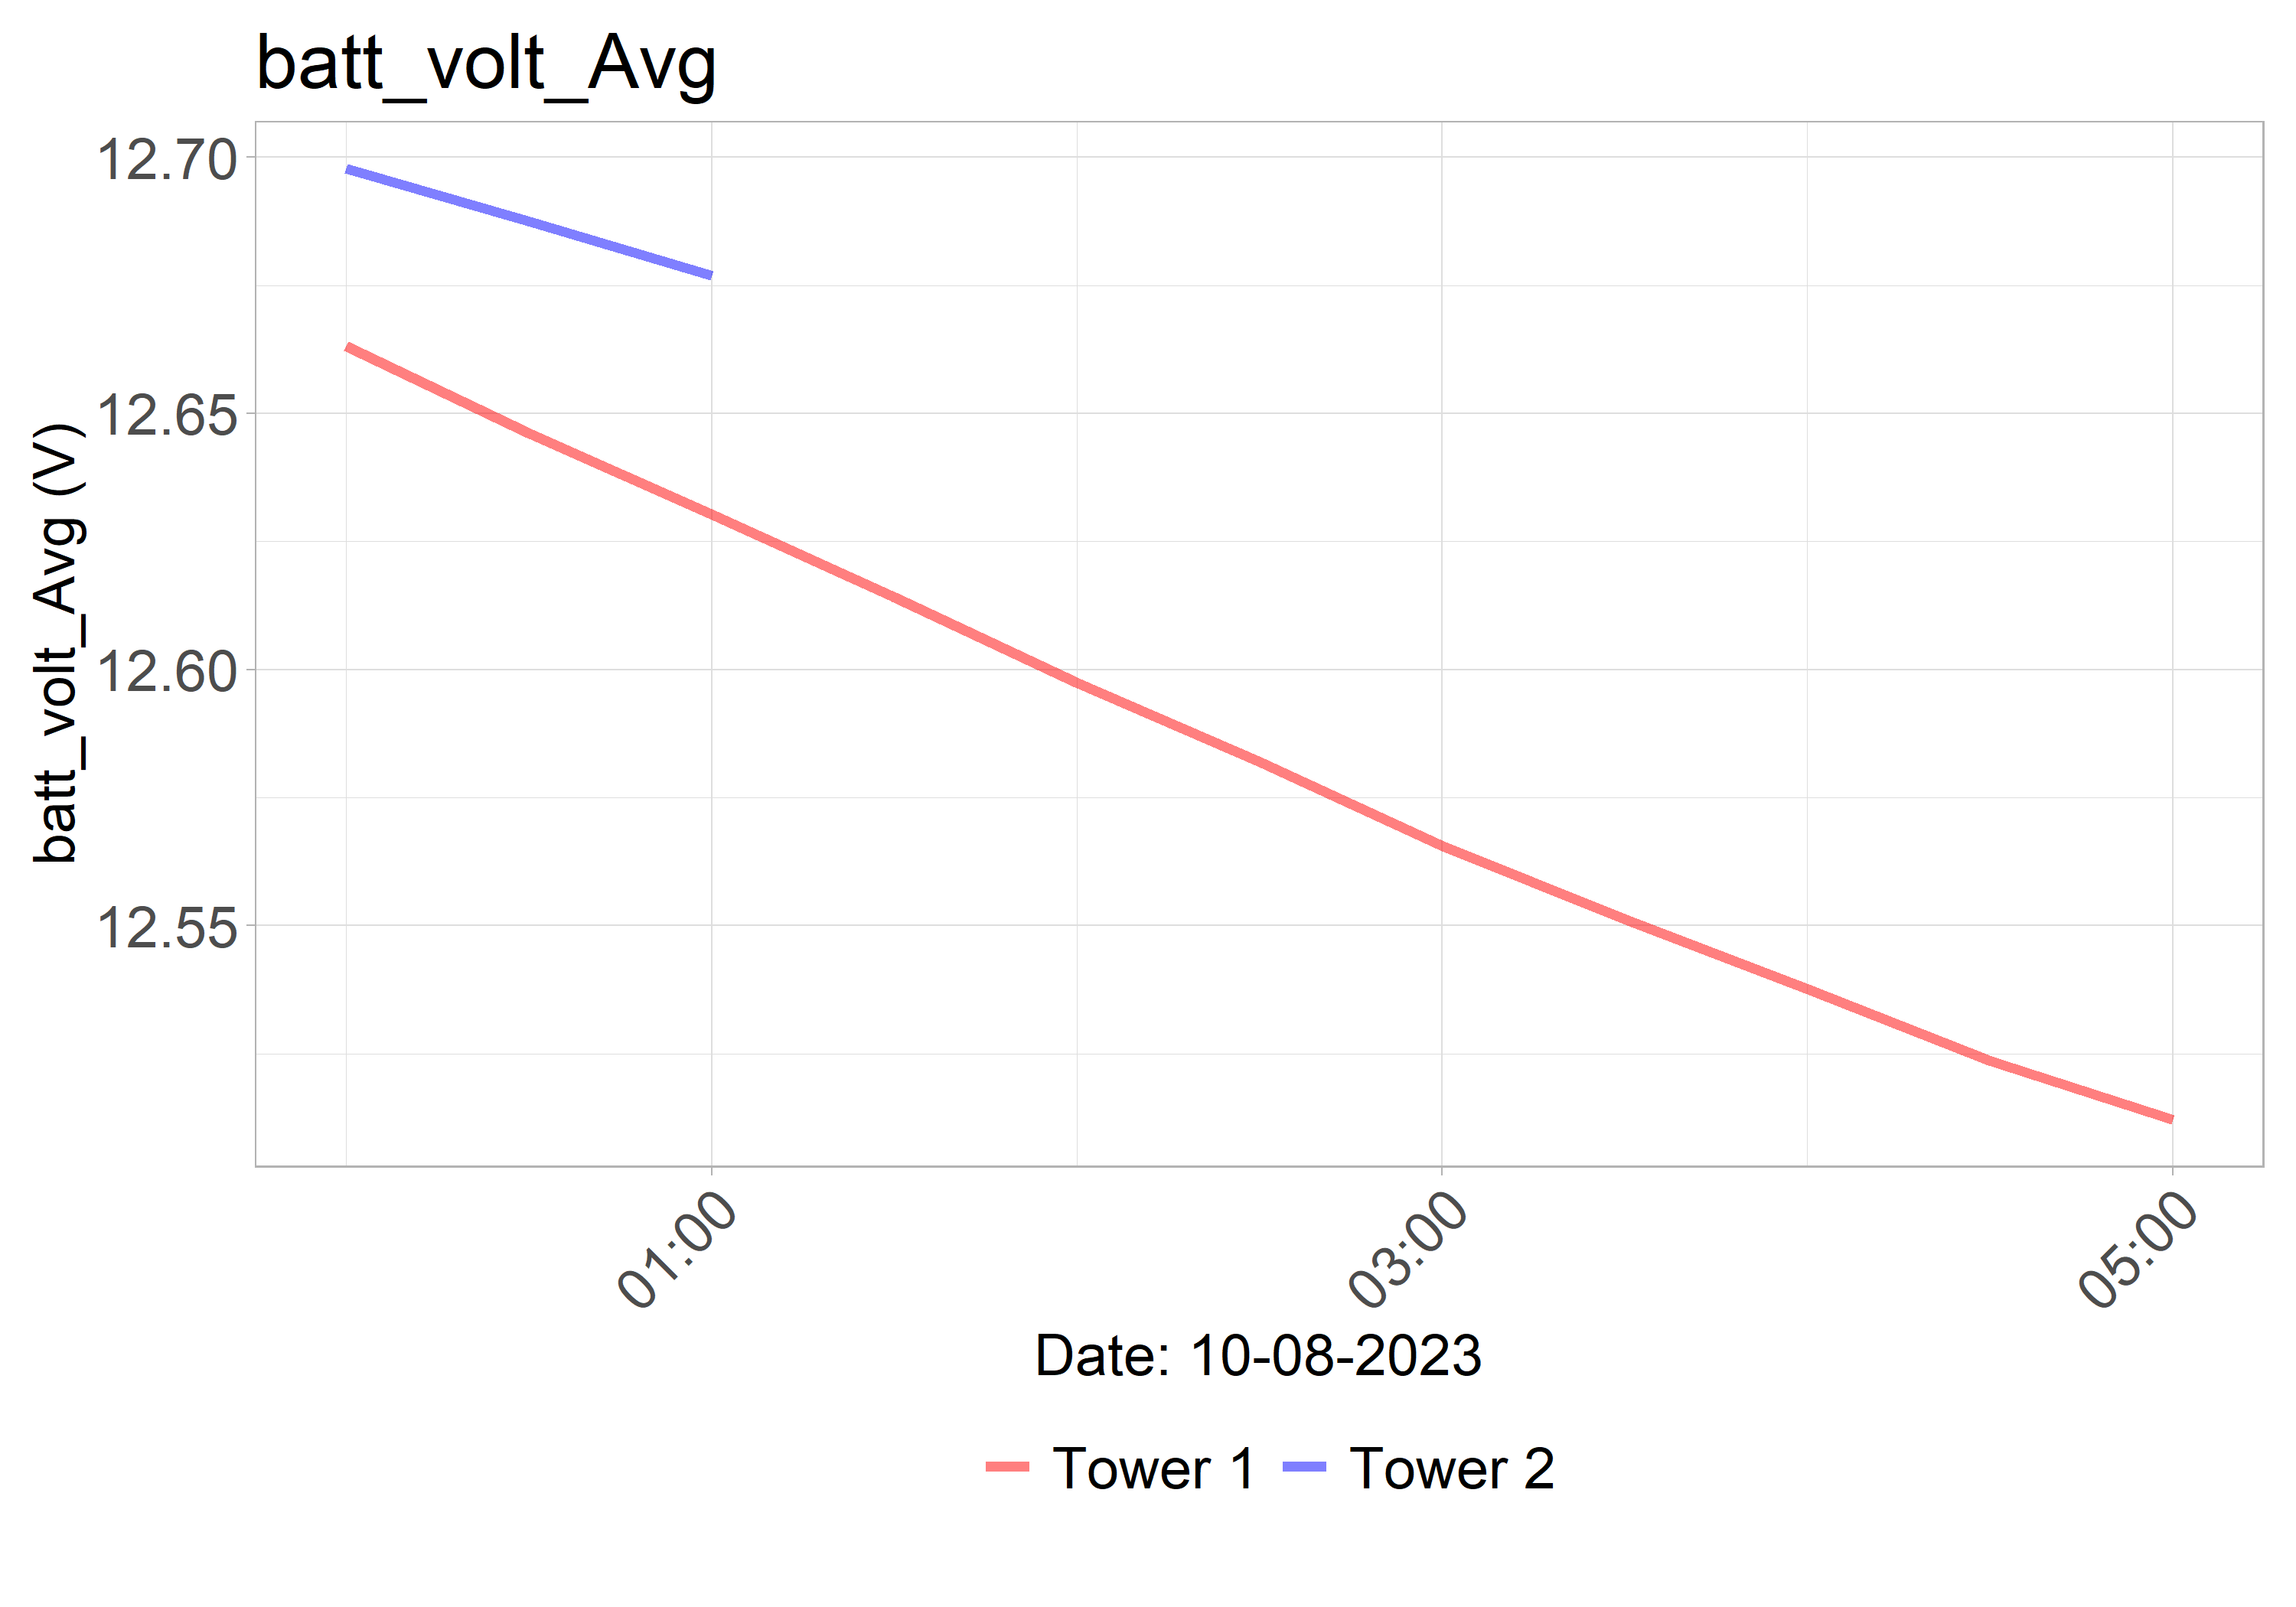 batt_volt_Avg
batt_volt_Avg (V)
12.70
12.65
12.60
12.55
01:00
03:00
05:00
Date: 10-08-2023
Tower 1
Tower 2